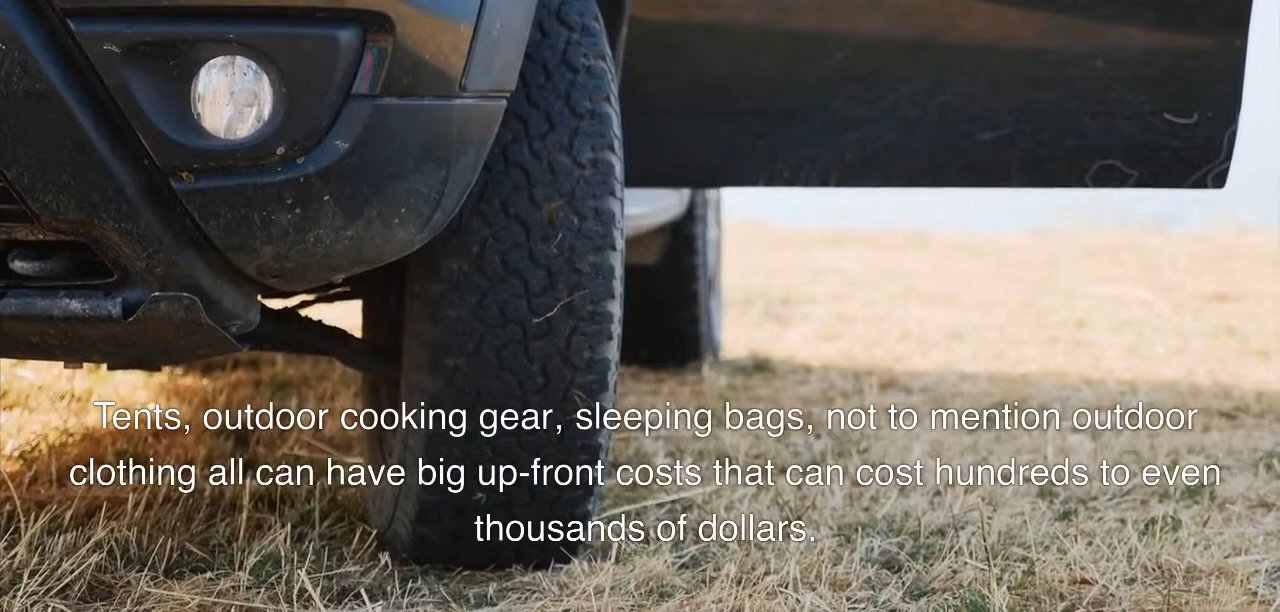 Tents, outdoor cooking gear, sleeping bags, not to mention outdoor
clothing all can have big up-front costs that can cost hundreds to even
thousands of dollars.